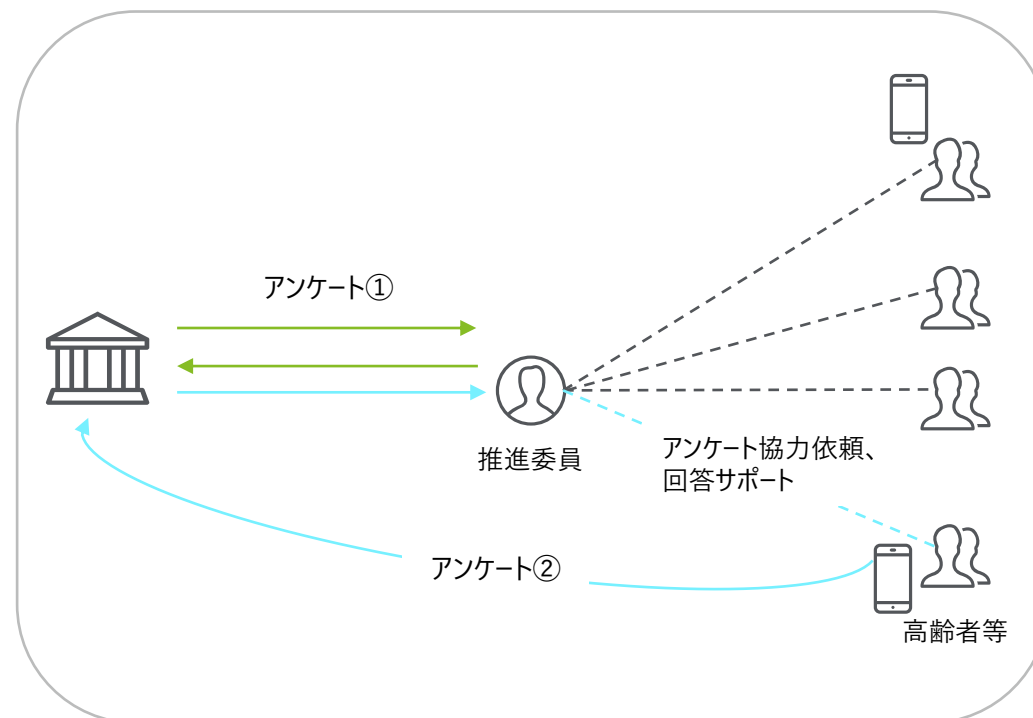 アンケート①
推進委員
アンケート協力依頼、
回答サポート
アンケート②
高齢者等